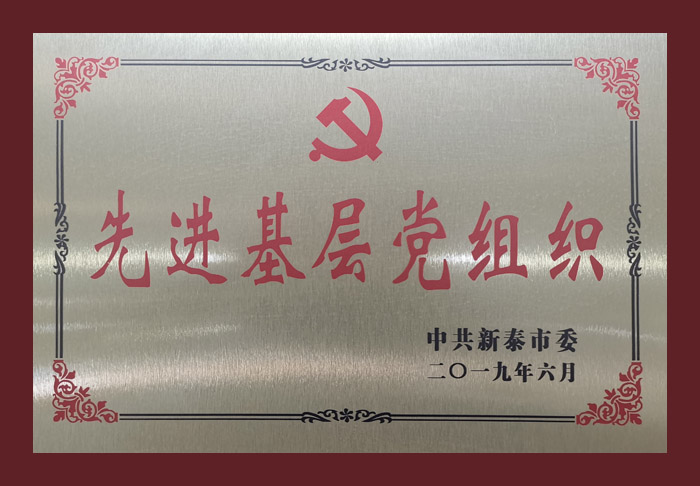 先进基层党组织
中共新泰市委
二〇一九年六月